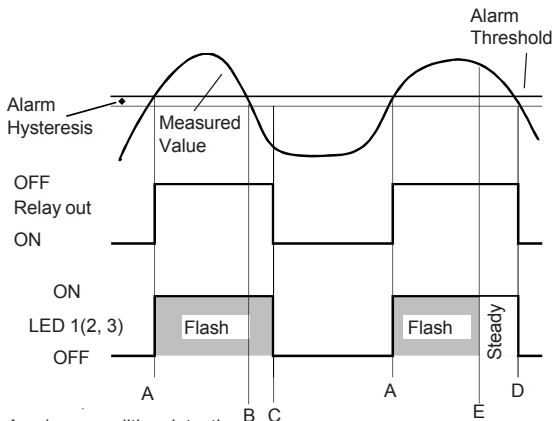 Alarm
Threshold
Alarm
Hysteresis
Measured
Value
OFF
Relay out
ON
ON
LED 1(2, 3)
Flash
Flash
Steady
OFF
A
B
C
A
E
D